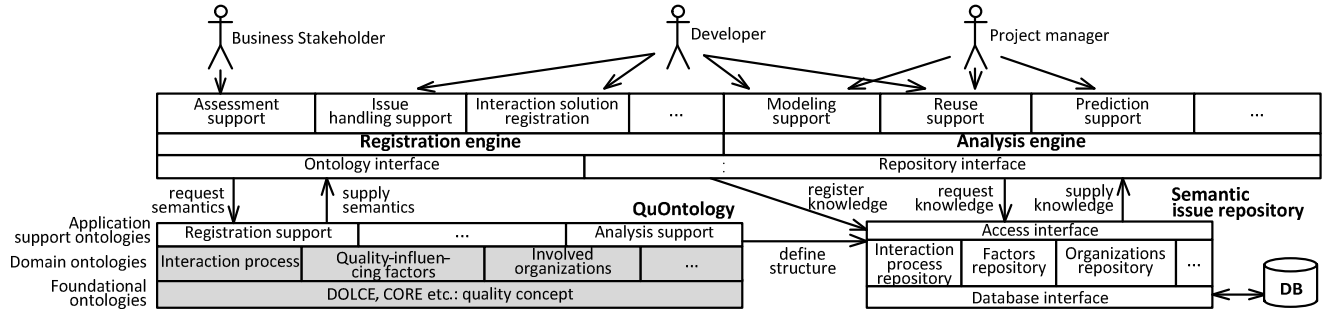 Business Stakeholder
Developer
Project manager
Assessment
support
Issue
handling support
Interaction solution
registration
...
Modeling
support
Reuse
support
Prediction
support
...
Registration engine
Analysis engine
Ontology interface
:
Repository interface
request
semantics
supply
semantics
register
knowledge
request
knowledge
supply
knowledge
Semantic
issue repository
QuOntology
Application
support ontologies
Registration support
...
Analysis support
Access interface
Domain ontologies
Interaction process
Quality-influen-
cing factors
Involved
organizations
...
define
structure
Interaction
process
repository
Factors
repository
Organizations
repository
...
Foundational
ontologies
DOLCE, CORE etc.: quality concept
Database interface
DB